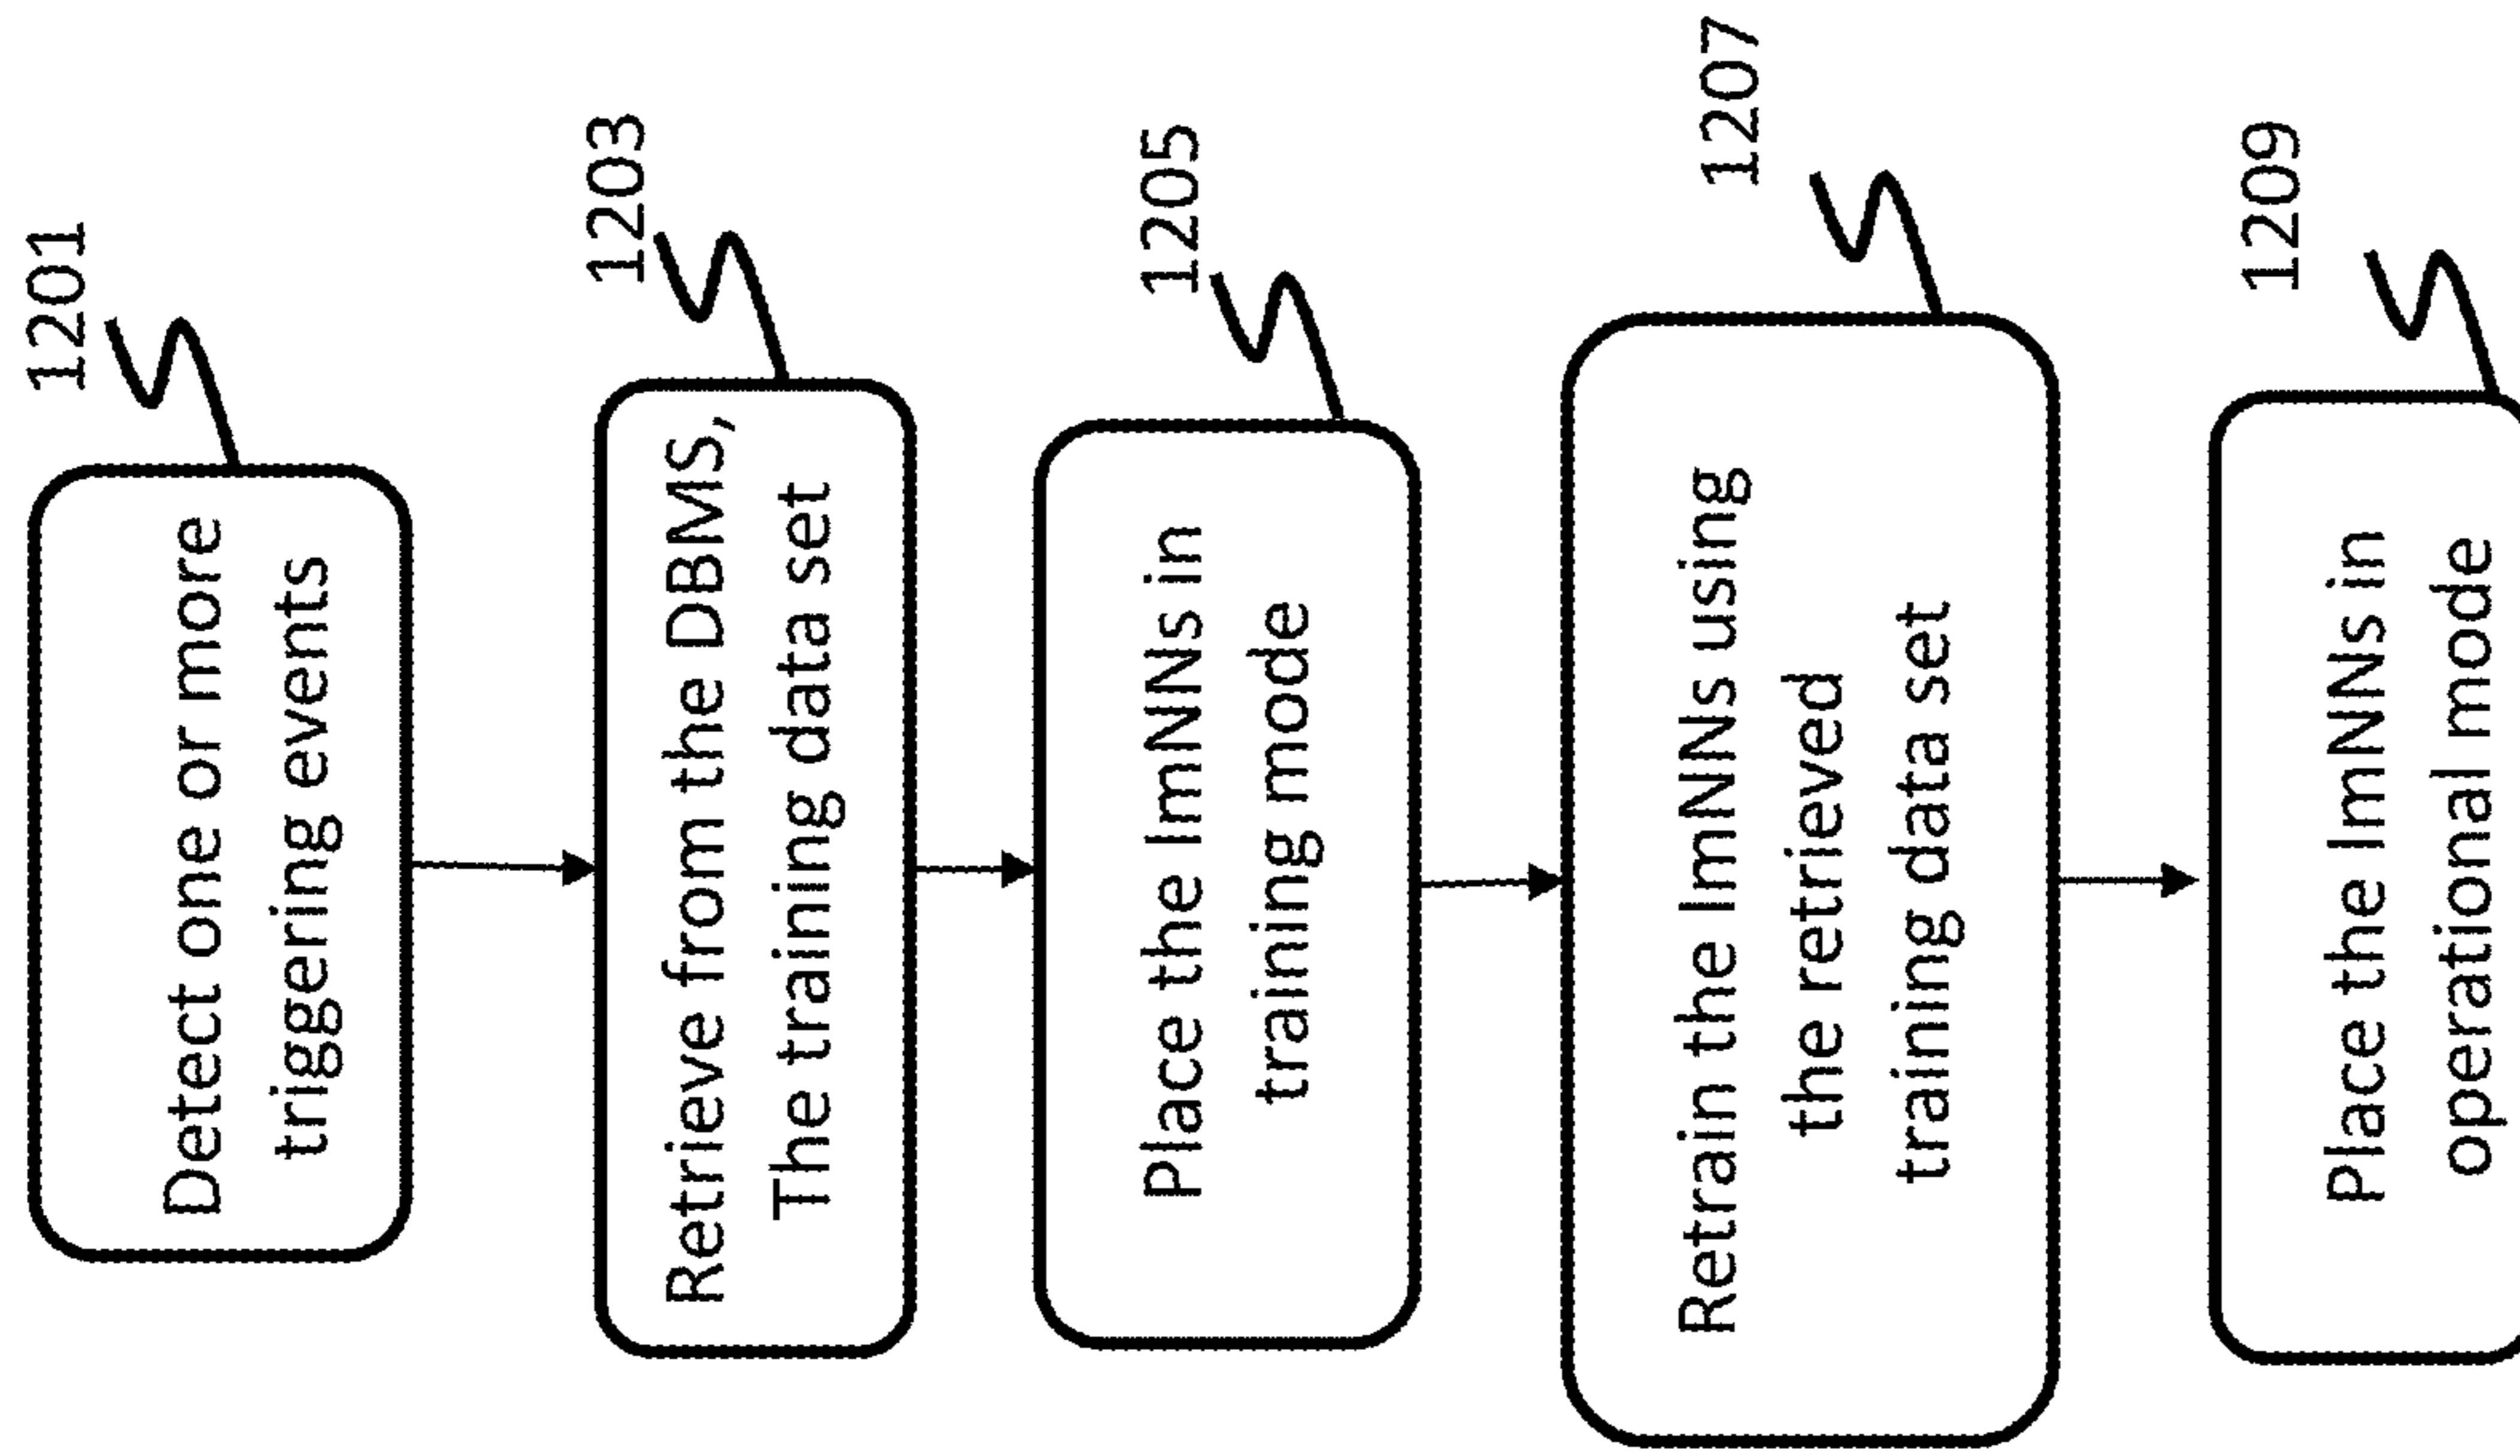 1201
Detect one or more
triggering events
1203
Retrieve from the DBMS,
The training data set
1205
Place the ImNNs in
training mode
1207
Retrain the ImNNs using
the retrieved
training data set
1209
Place the ImNNs in
operational mode